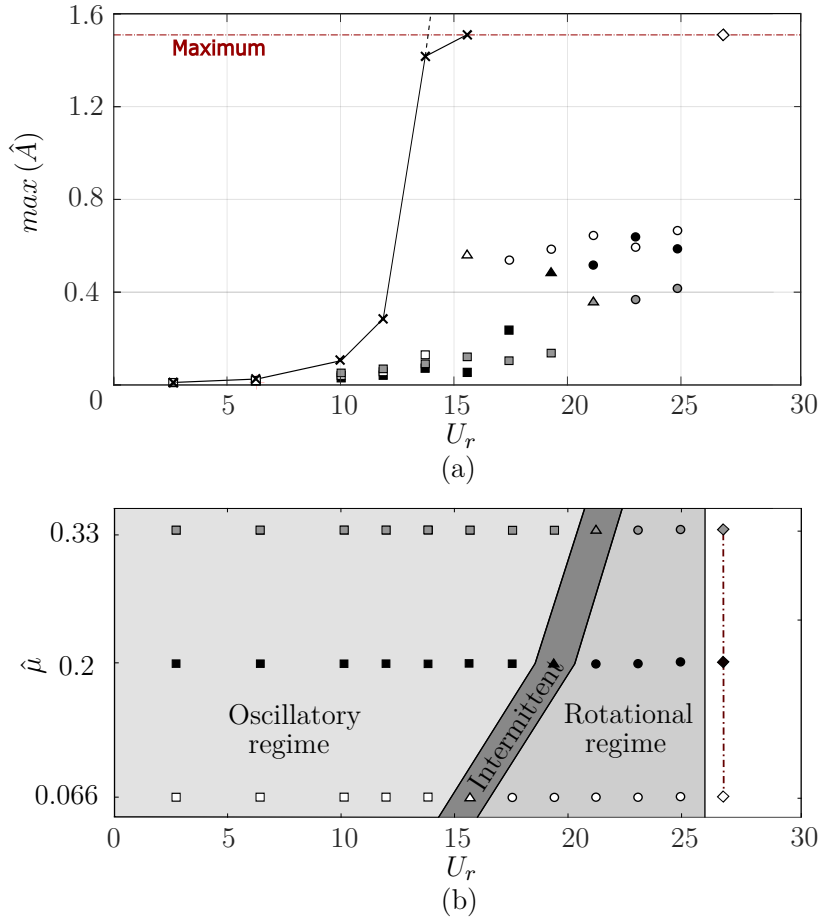 1.6
Maximum
1.2
max (Â)
0.8
0.4
0
5 10 15 20 25 30
U_r
(a)
0.33
μ̂ 0.2
Oscillatory
regime
Intermittent
Rotational
regime
0.066
0 5 10 15 20 25 30
U_r
(b)